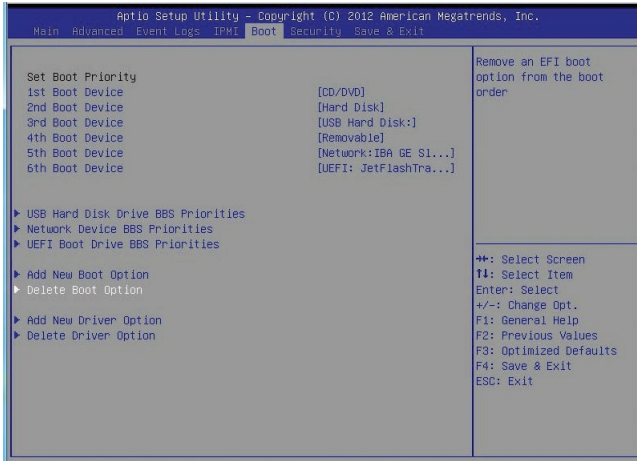 Aptio Setup Utility – Copyright (C) 2012 American Megatrends, Inc.
Main Advanced Event Logs IPMI Boot Security Save & Exit
Set Boot Priority
1st Boot Device [CD/DVD]
2nd Boot Device [Hard Disk]
3rd Boot Device [USB Hard Disk:]
4th Boot Device [Removable]
5th Boot Device [Network:IBA GE Sl...]
6th Boot Device [UEFI: JetFlashTra...]
▶ USB Hard Disk Drive BBS Priorities
▶ Network Device BBS Priorities
▶ UEFI Boot Drive BBS Priorities
▶ Add New Boot Option
▶ Delete Boot Option
▶ Add New Driver Option
▶ Delete Driver Option
Remove an EFI boot
option from the boot
order
→←: Select Screen
↑↓: Select Item
Enter: Select
+/-: Change Opt.
F1: General Help
F2: Previous Values
F3: Optimized Defaults
F4: Save & Exit
ESC: Exit